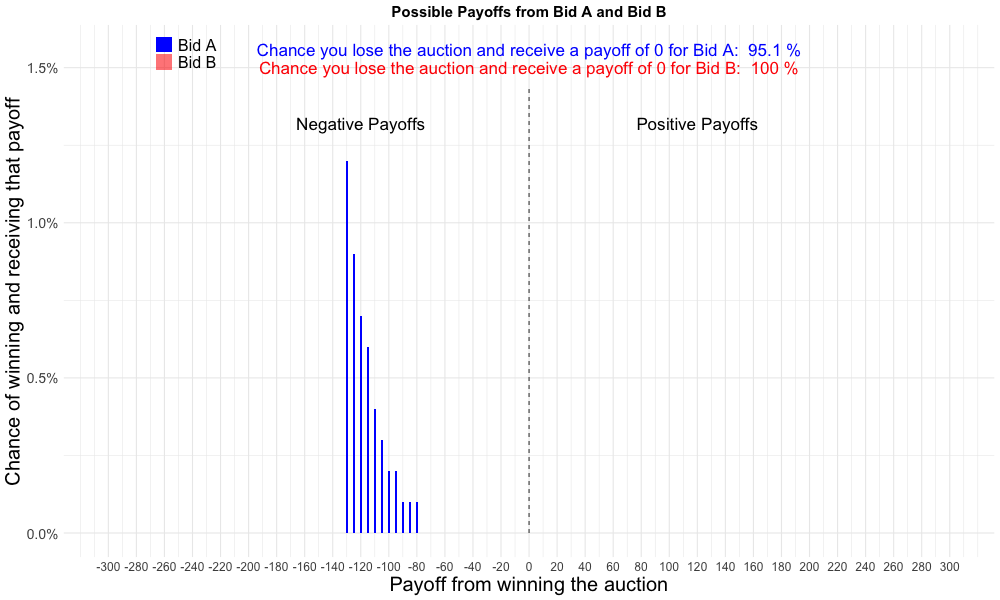 Possible Payoffs from Bid A and Bid B
Bid A
Bid B
Chance you lose the auction and receive a payoff of 0 for Bid A:  95.1 %
Chance you lose the auction and receive a payoff of 0 for Bid B:  100 %
Negative Payoffs
Positive Payoffs
Chance of winning and receiving that payoff
1.5%
1.0%
0.5%
0.0%
-300 -280 -260 -240 -220 -200 -180 -160 -140 -120 -100 -80 -60 -40 -20 0 20 40 60 80 100 120 140 160 180 200 220 240 260 280 300
Payoff from winning the auction